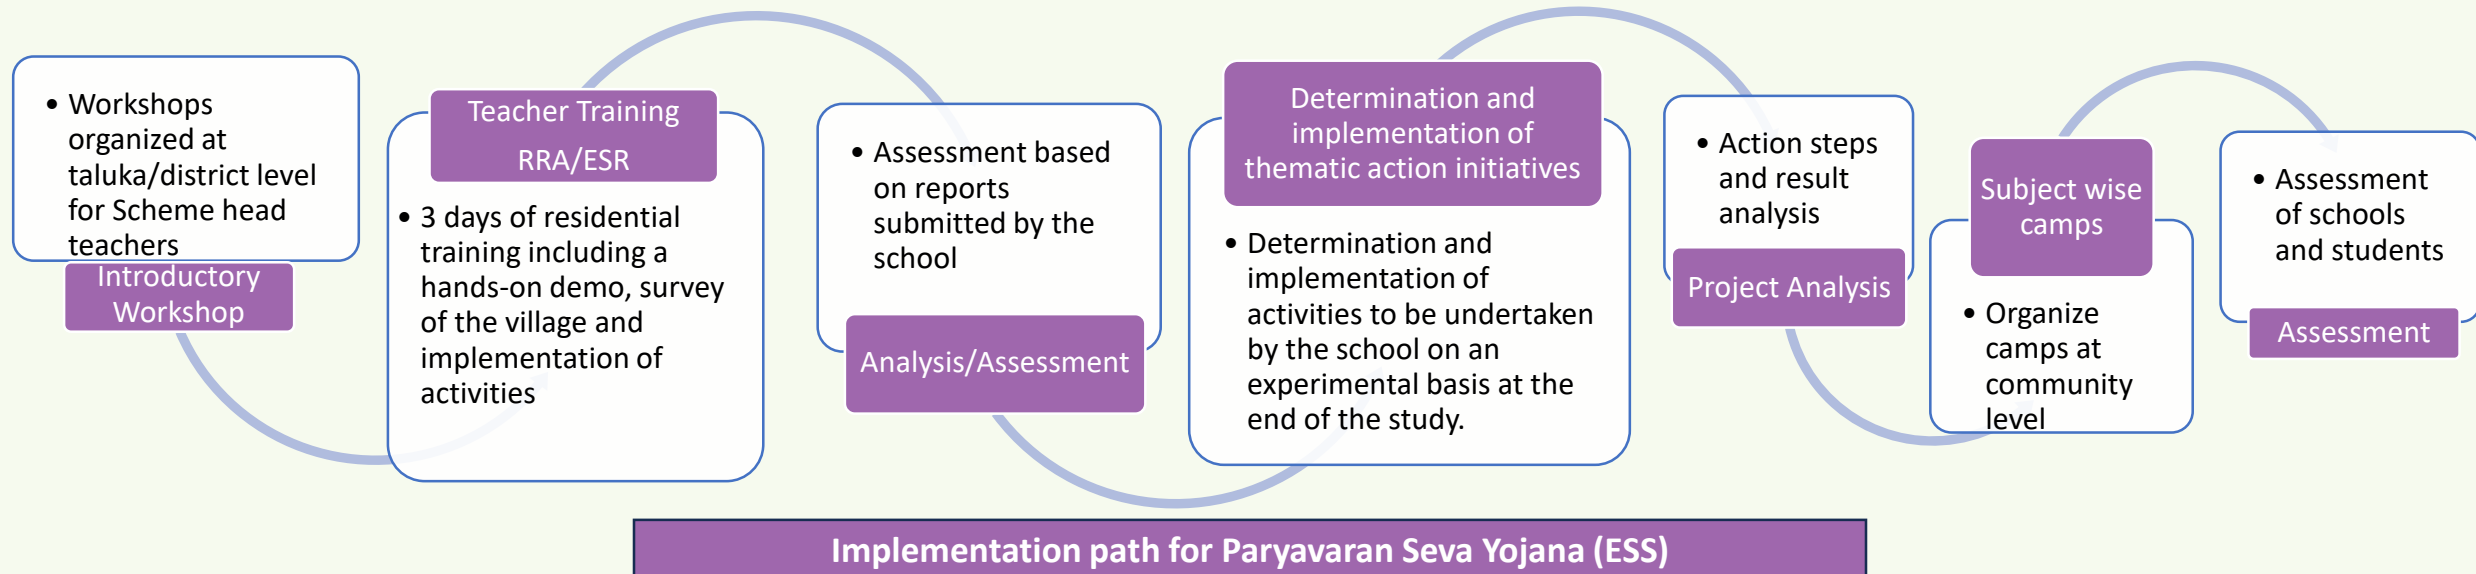 • Workshops
organized at
taluka/district level
for Scheme head
teachers
Introductory
Workshop
Teacher Training
RRA/ESR
• 3 days of residential
training including a
hands-on demo, survey
of the village and
implementation of
activities
• Assessment based
on reports
submitted by the
school
Analysis/Assessment
Determination and
implementation of
thematic action initiatives
• Determination and
implementation of
activities to be undertaken
by the school on an
experimental basis at the
end of the study.
• Action steps
and result
analysis
Project Analysis
Subject wise
camps
• Organize
camps at
community
level
• Assessment
of schools
and students
Assessment
Implementation path for Paryavaran Seva Yojana (ESS)